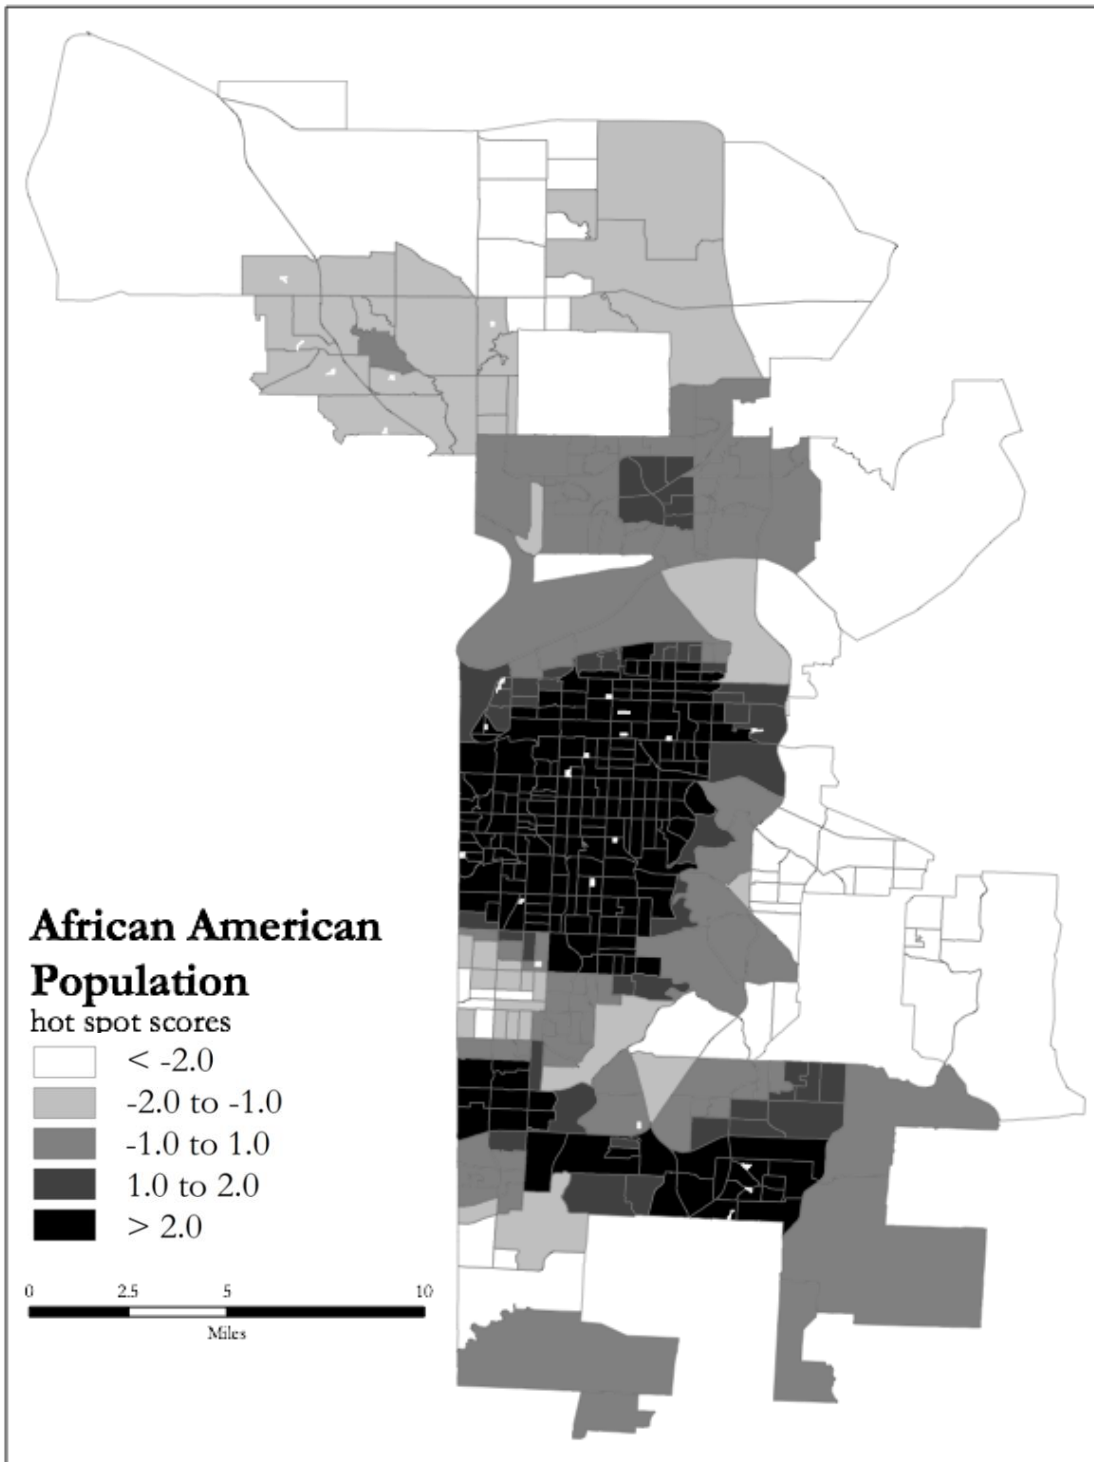 African American
Population
hot spot scores
< -2.0
-2.0 to -1.0
-1.0 to 1.0
1.0 to 2.0
> 2.0
0 2.5 5 10
Miles